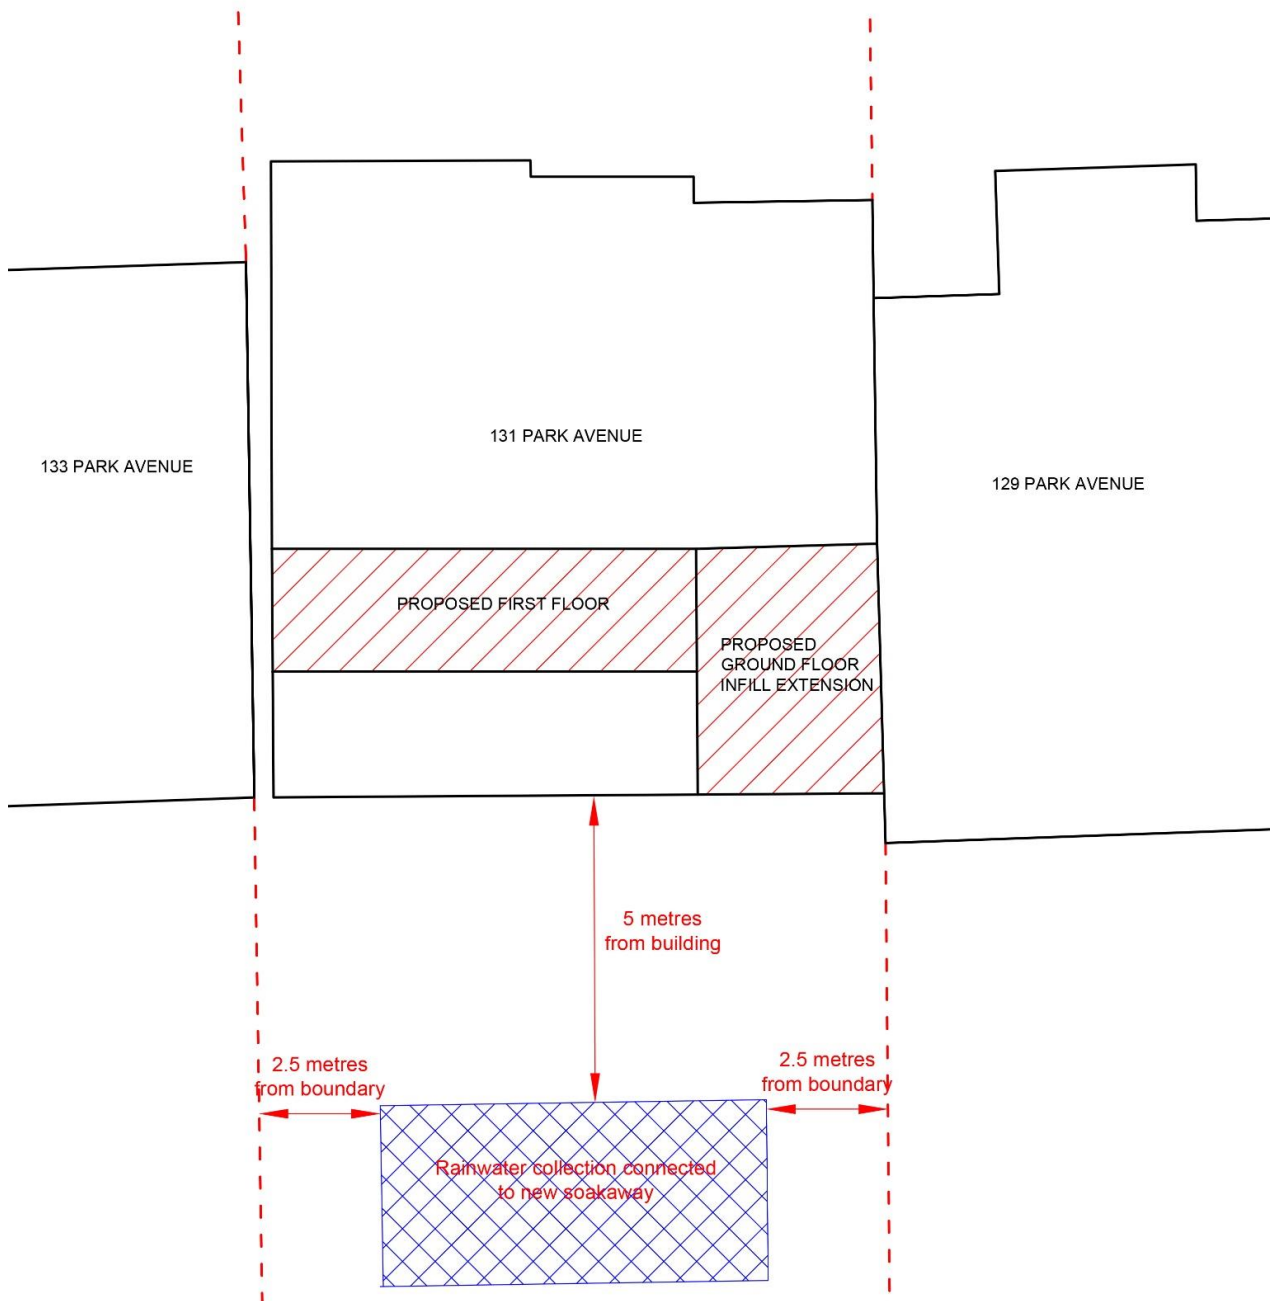 131 PARK AVENUE
133 PARK AVENUE
129 PARK AVENUE
PROPOSED FIRST FLOOR
PROPOSED
GROUND FLOOR
INFILL EXTENSION
5 metres
from building
2.5 metres
from boundary
2.5 metres
from boundary
Rainwater collection connected
to new soakaway